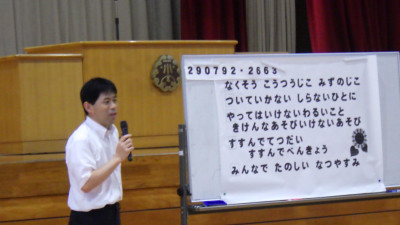 290792-2663
なくそう こうつうじこ みずのじこ
ついていかない しらないひとに
やってはいけないわるいこと
きけんなあそびいけないあそび
すすんでてつだい
すすんでべんきょう
みんなで たのしい なつやすみ